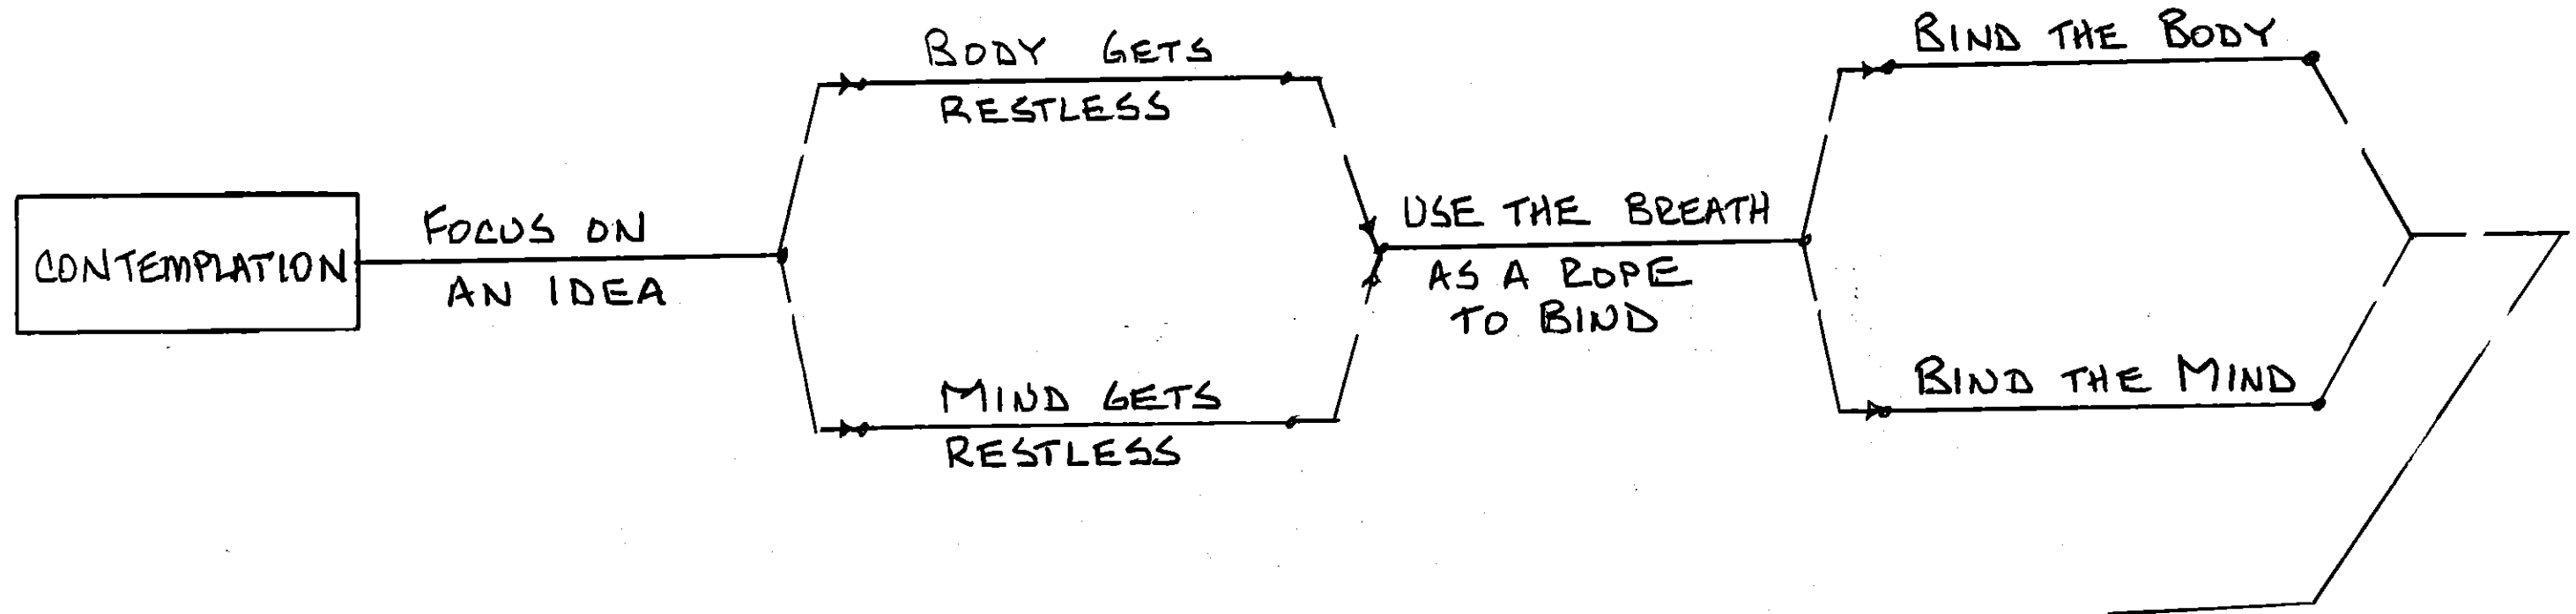 CONTEMPLATION
FOCUS ON
AN IDEA
BODY GETS
RESTLESS
MIND GETS
RESTLESS
USE THE BREATH
AS A ROPE
TO BIND
BIND THE BODY
BIND THE MIND